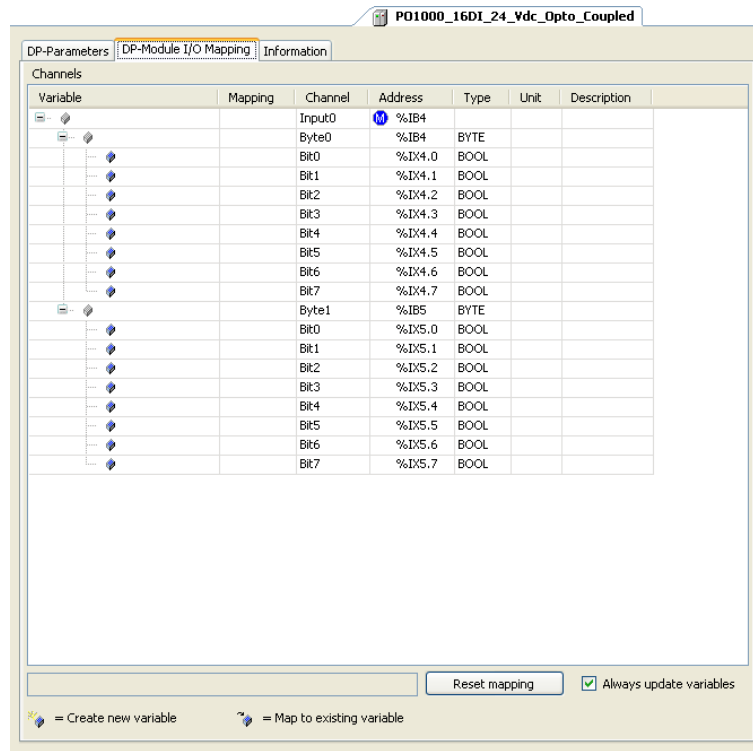 PO1000_16DI_24_Vdc_Opto_Coupled
DP-Parameters DP-Module I/O Mapping Information
Channels
Variable Mapping Channel Address Type Unit Description
Input0 M %IB4
Byte0 %IB4 BYTE
Bit0 %IX4.0 BOOL
Bit1 %IX4.1 BOOL
Bit2 %IX4.2 BOOL
Bit3 %IX4.3 BOOL
Bit4 %IX4.4 BOOL
Bit5 %IX4.5 BOOL
Bit6 %IX4.6 BOOL
Bit7 %IX4.7 BOOL
Byte1 %IB5 BYTE
Bit0 %IX5.0 BOOL
Bit1 %IX5.1 BOOL
Bit2 %IX5.2 BOOL
Bit3 %IX5.3 BOOL
Bit4 %IX5.4 BOOL
Bit5 %IX5.5 BOOL
Bit6 %IX5.6 BOOL
Bit7 %IX5.7 BOOL
Reset mapping Always update variables
= Create new variable = Map to existing variable